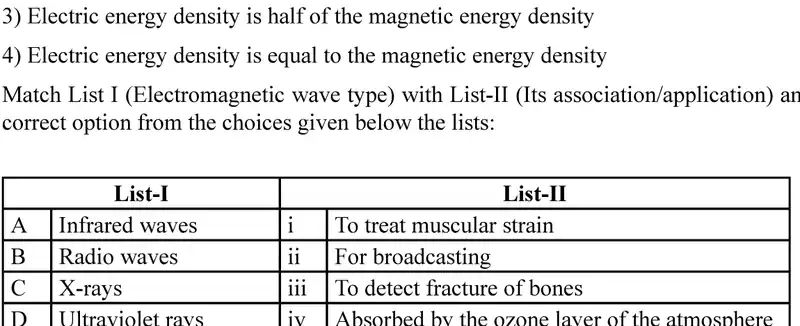 3) Electric energy density is half of the magnetic energy density
4) Electric energy density is equal to the magnetic energy density
Match List I (Electromagnetic wave type) with List-II (Its association/application) an
correct option from the choices given below the lists:
List-I List-II
A Infrared waves i To treat muscular strain
B Radio waves ii For broadcasting
C X-rays iii To detect fracture of bones
D Ultraviolet rays iv Absorbed by the ozone layer of the atmosphere